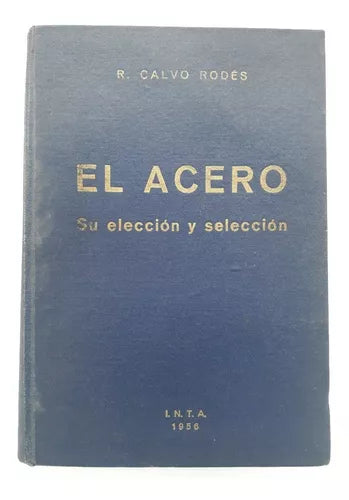 R. CALVO RODÉS
EL ACERO
Su elección y selección
I.N.T.A.
1956